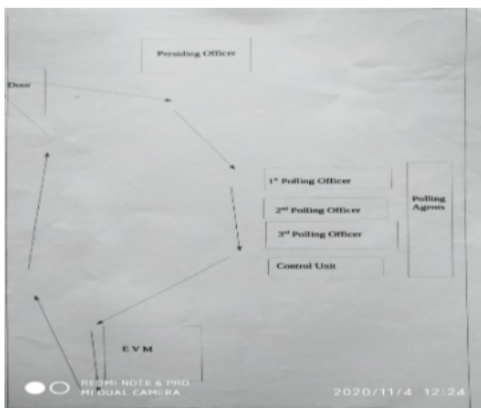 Presiding Officer
Door
1st Polling Officer
2nd Polling Officer
3rd Polling Officer
Control Unit
Polling
Agents
E V M
REDMI NOTE 6 PRO
MI DUAL CAMERA
2020/11/4 12:24